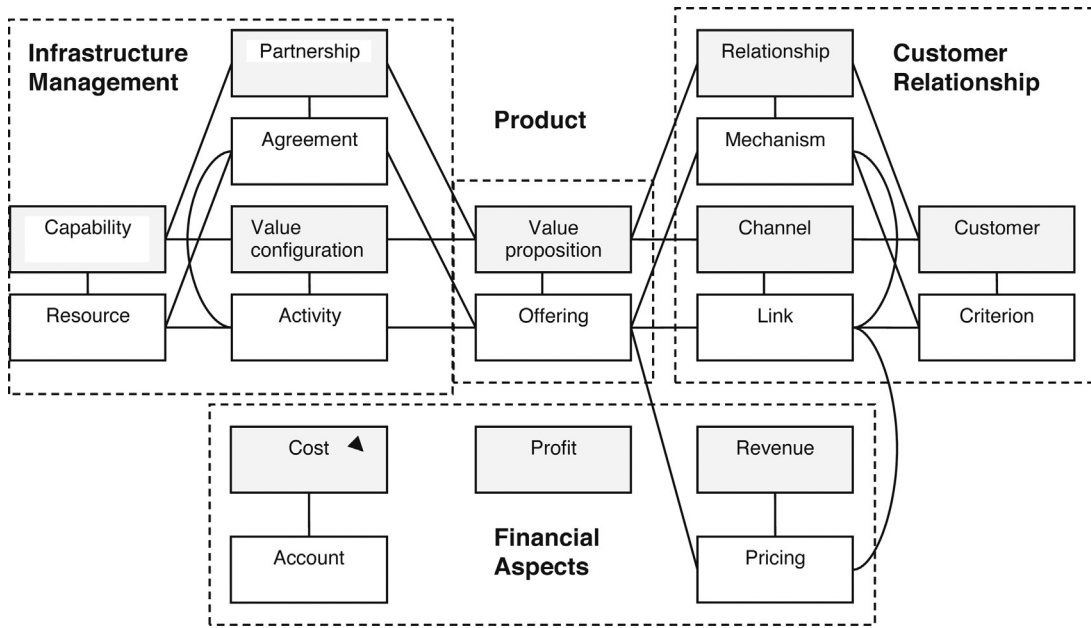 Infrastructure
Management
Partnership
Agreement
Capability
Value
configuration
Resource
Activity
Product
Value
proposition
Offering
Relationship
Customer
Relationship
Mechanism
Channel
Customer
Link
Criterion
Cost
Profit
Revenue
Account
Financial
Aspects
Pricing